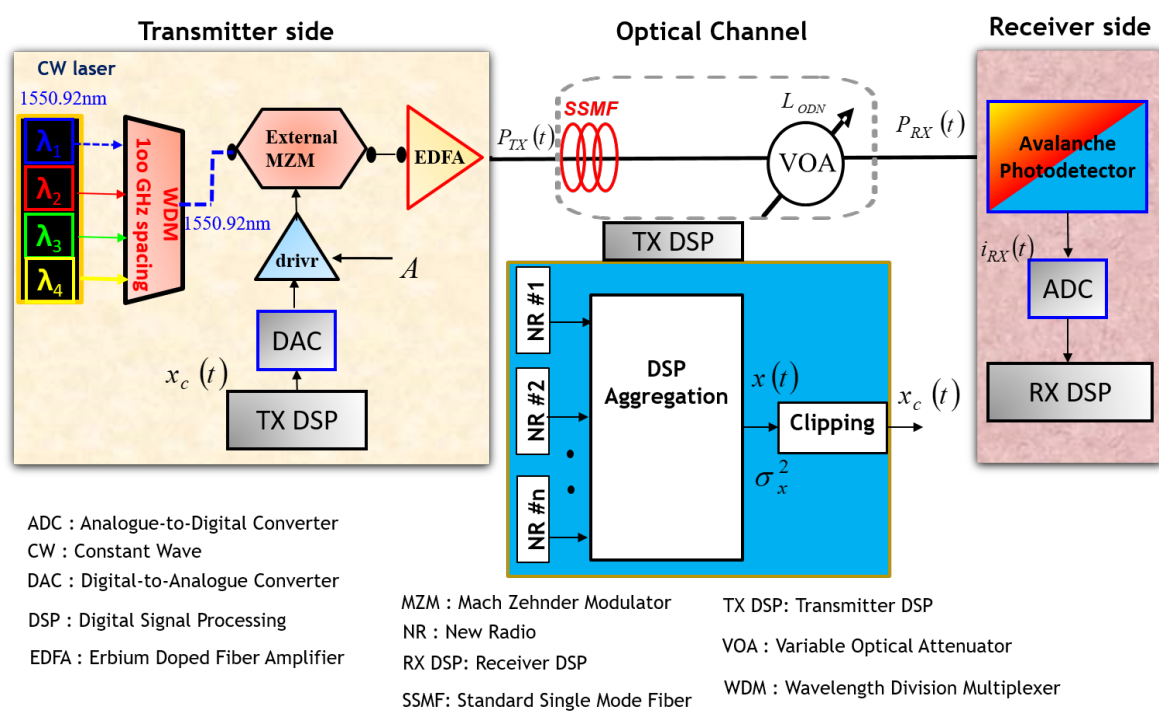 Transmitter side
Optical Channel
Receiver side
CW laser
1550.92nm
λ1
λ2
λ3
λ4
WDM
1oo GHz spacing
1550.92nm
External
MZM
EDFA
drivr
A
DAC
x_c (t)
TX DSP
P_TX(t)
SSMF
L_ODN
VOA
P_RX(t)
TX DSP
NR #1
NR #2
NR #n
DSP
Aggregation
x(t)
σ_x^2
Clipping
x_c (t)
Avalanche
Photodetector
i_RX(t)
ADC
RX DSP
ADC : Analogue-to-Digital Converter
CW : Constant Wave
DAC : Digital-to-Analogue Converter
DSP : Digital Signal Processing
EDFA : Erbium Doped Fiber Amplifier
MZM : Mach Zehnder Modulator
NR : New Radio
RX DSP: Receiver DSP
SSMF: Standard Single Mode Fiber
TX DSP: Transmitter DSP
VOA : Variable Optical Attenuator
WDM : Wavelength Division Multiplexer